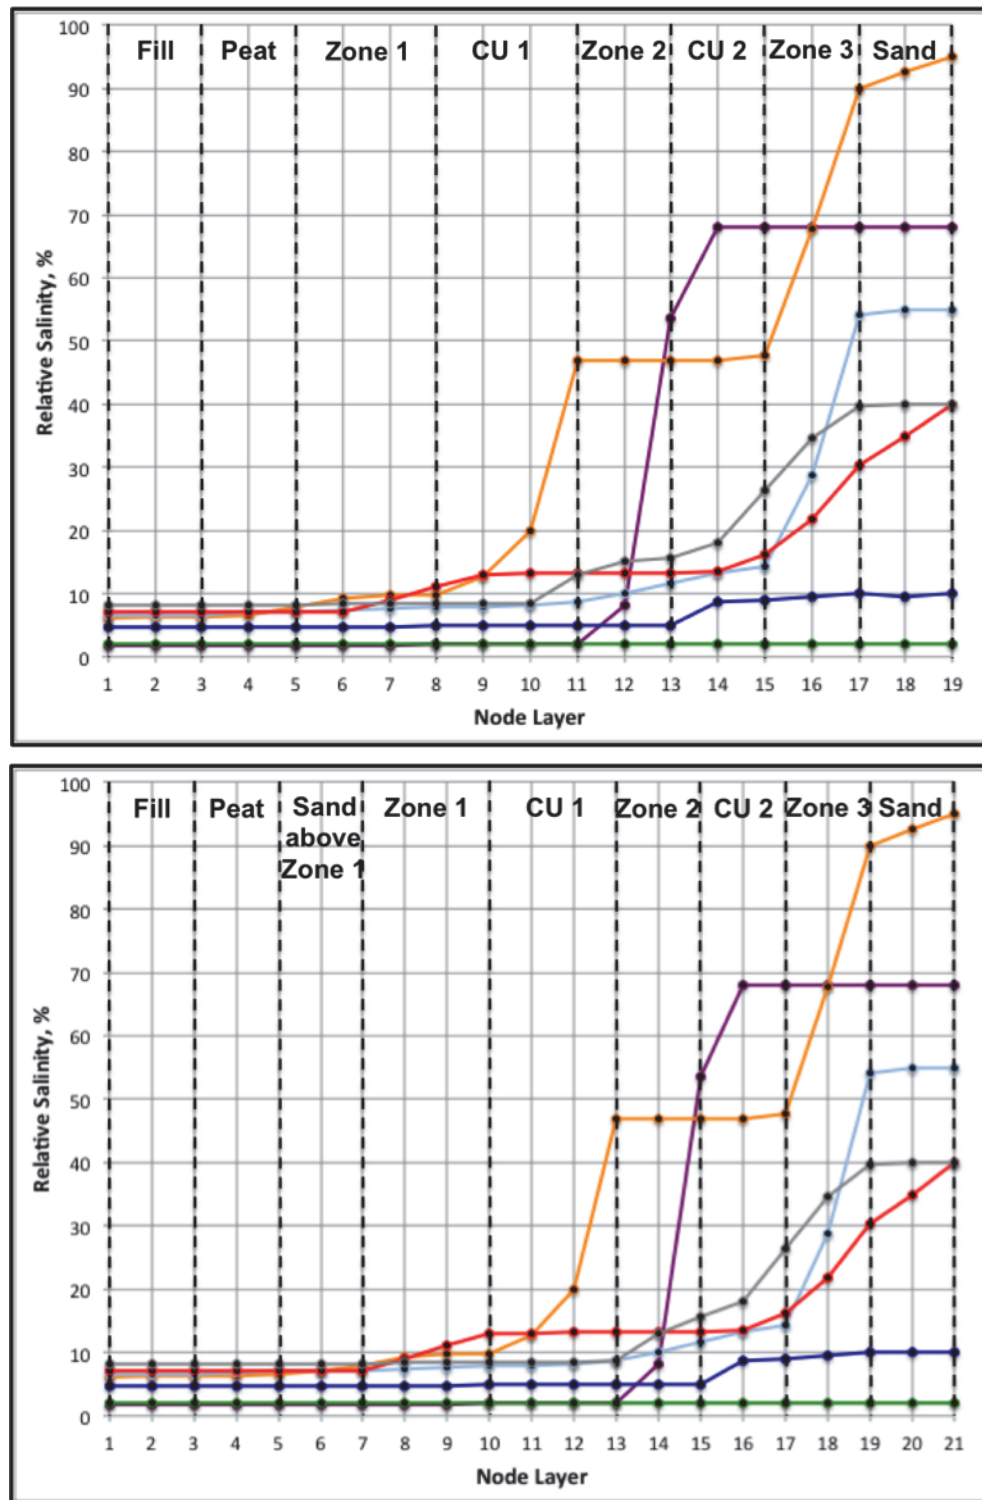 100
Fill Peat Zone 1 CU 1 Zone 2 CU 2 Zone 3 Sand
90
80
70
60
50
40
30
20
10
0
Relative Salinity, %
1 2 3 4 5 6 7 8 9 10 11 12 13 14 15 16 17 18 19
Node Layer
100
Fill Peat Sand Zone 1 CU 1 Zone 2 CU 2 Zone 3 Sand
above
Zone 1
90
80
70
60
50
40
30
20
10
0
Relative Salinity, %
1 2 3 4 5 6 7 8 9 10 11 12 13 14 15 16 17 18 19 20 21
Node Layer